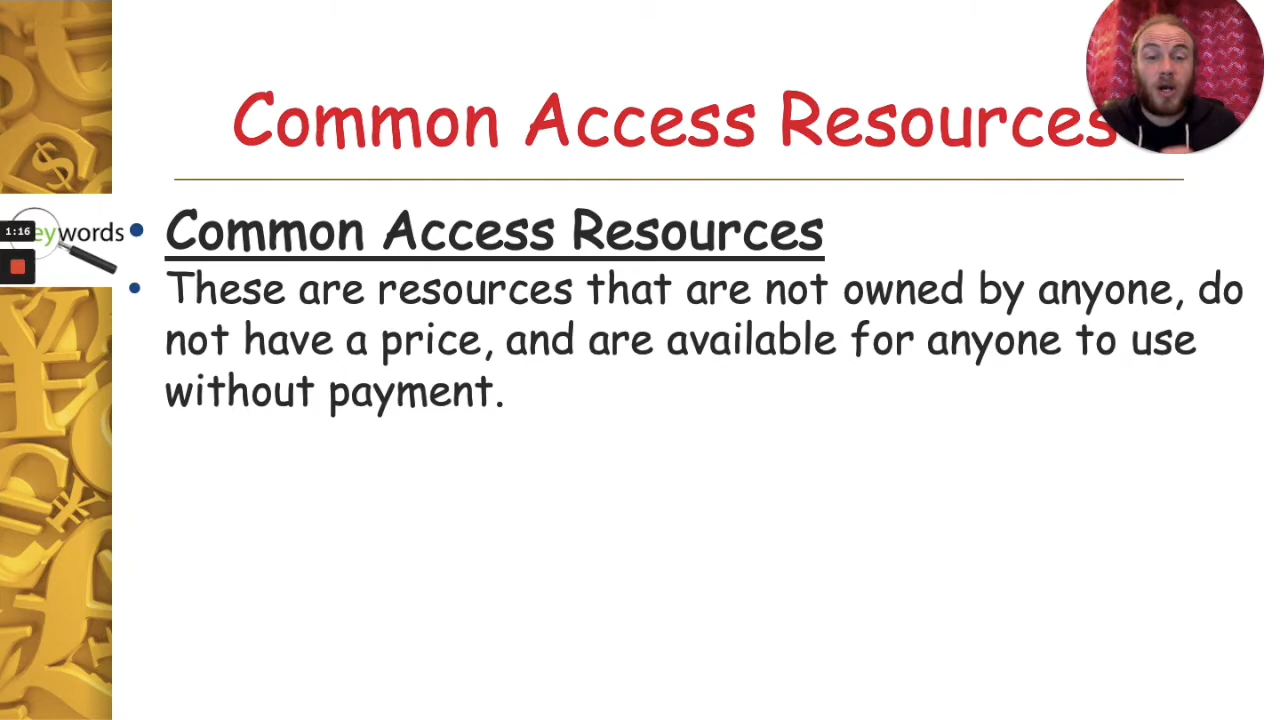 Common Access Resources
1:16
eywords
Common Access Resources
These are resources that are not owned by anyone, do
not have a price, and are available for anyone to use
without payment.